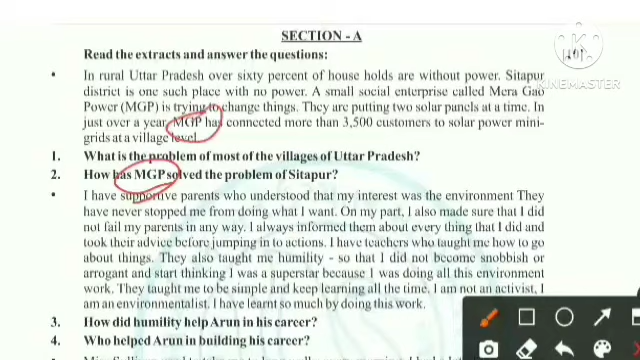 SECTION - A
Read the extracts and answer the questions:
• In rural Uttar Pradesh over sixty percent of house holds are without power. Sitapur
district is one such place with no power. A small social enterprise called Mera Gao
Power (MGP) is trying to change things. They are putting two solar punels at a time. In
just over a year MGP has connected more than 3,500 customers to solar power mini-
grids at a village level
1. What is the problem of most of the villages of Uttar Pradesh?
2. How has MGP solved the problem of Sitapur?
• I have supportive parents who understood that my interest was the environment They
have never stopped me from doing what I want. On my part, I also made sure that I did
not fail my parents in any way. I always informed them about every thing that I did and
took their advice before jumping in to actions. I have teachers who taught me how to go
about things. They also taught me humility - so that I did not become snobbish or
arrogant and start thinking I was a superstar because I was doing all this environment
work. They taught me to be simple and keep learning all the time. I am not an activist, I
am an environmentalist. I have learnt so much by doing this work.
3. How did humility help Arun in his career?
4. Who helped Arun in building his career?
KINEMASTER